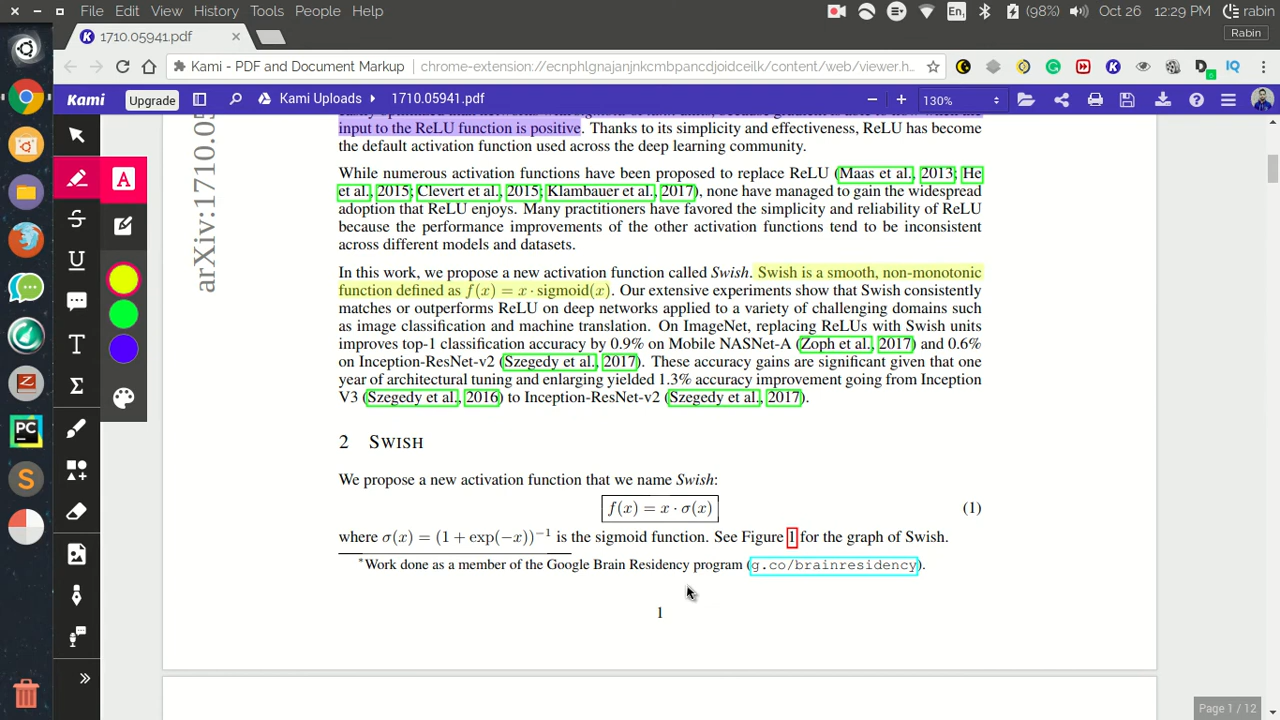 File Edit View History Tools People Help
En (98%) Oct 26 12:29 PM rabin
1710.05941.pdf
Rabin
Kami - PDF and Document Markup chrome-extension://ecnphlgnajanjnkcmbpancdjoidceilk/content/web/viewer.h...
Kami Upgrade Kami Uploads 1710.05941.pdf 130%
input to the ReLU function is positive. Thanks to its simplicity and effectiveness, ReLU has become
the default activation function used across the deep learning community.
While numerous activation functions have been proposed to replace ReLU (Maas et al., 2013; He
et al., 2015; Clevert et al., 2015; Klambauer et al., 2017), none have managed to gain the widespread
adoption that ReLU enjoys. Many practitioners have favored the simplicity and reliability of ReLU
because the performance improvements of the other activation functions tend to be inconsistent
across different models and datasets.
In this work, we propose a new activation function called Swish. Swish is a smooth, non-monotonic
function defined as f(x) = x · sigmoid(x). Our extensive experiments show that Swish consistently
matches or outperforms ReLU on deep networks applied to a variety of challenging domains such
as image classification and machine translation. On ImageNet, replacing ReLUs with Swish units
improves top-1 classification accuracy by 0.9% on Mobile NASNet-A (Zoph et al., 2017) and 0.6%
on Inception-ResNet-v2 (Szegedy et al., 2017). These accuracy gains are significant given that one
year of architectural tuning and enlarging yielded 1.3% accuracy improvement going from Inception
V3 (Szegedy et al., 2016) to Inception-ResNet-v2 (Szegedy et al., 2017).
2 SWISH
We propose a new activation function that we name Swish:
f(x) = x · σ(x) (1)
where σ(x) = (1 + exp(−x))⁻¹ is the sigmoid function. See Figure 1 for the graph of Swish.
*Work done as a member of the Google Brain Residency program (g.co/brainresidency).
1
arXiv:1710.05
Page 1 / 12